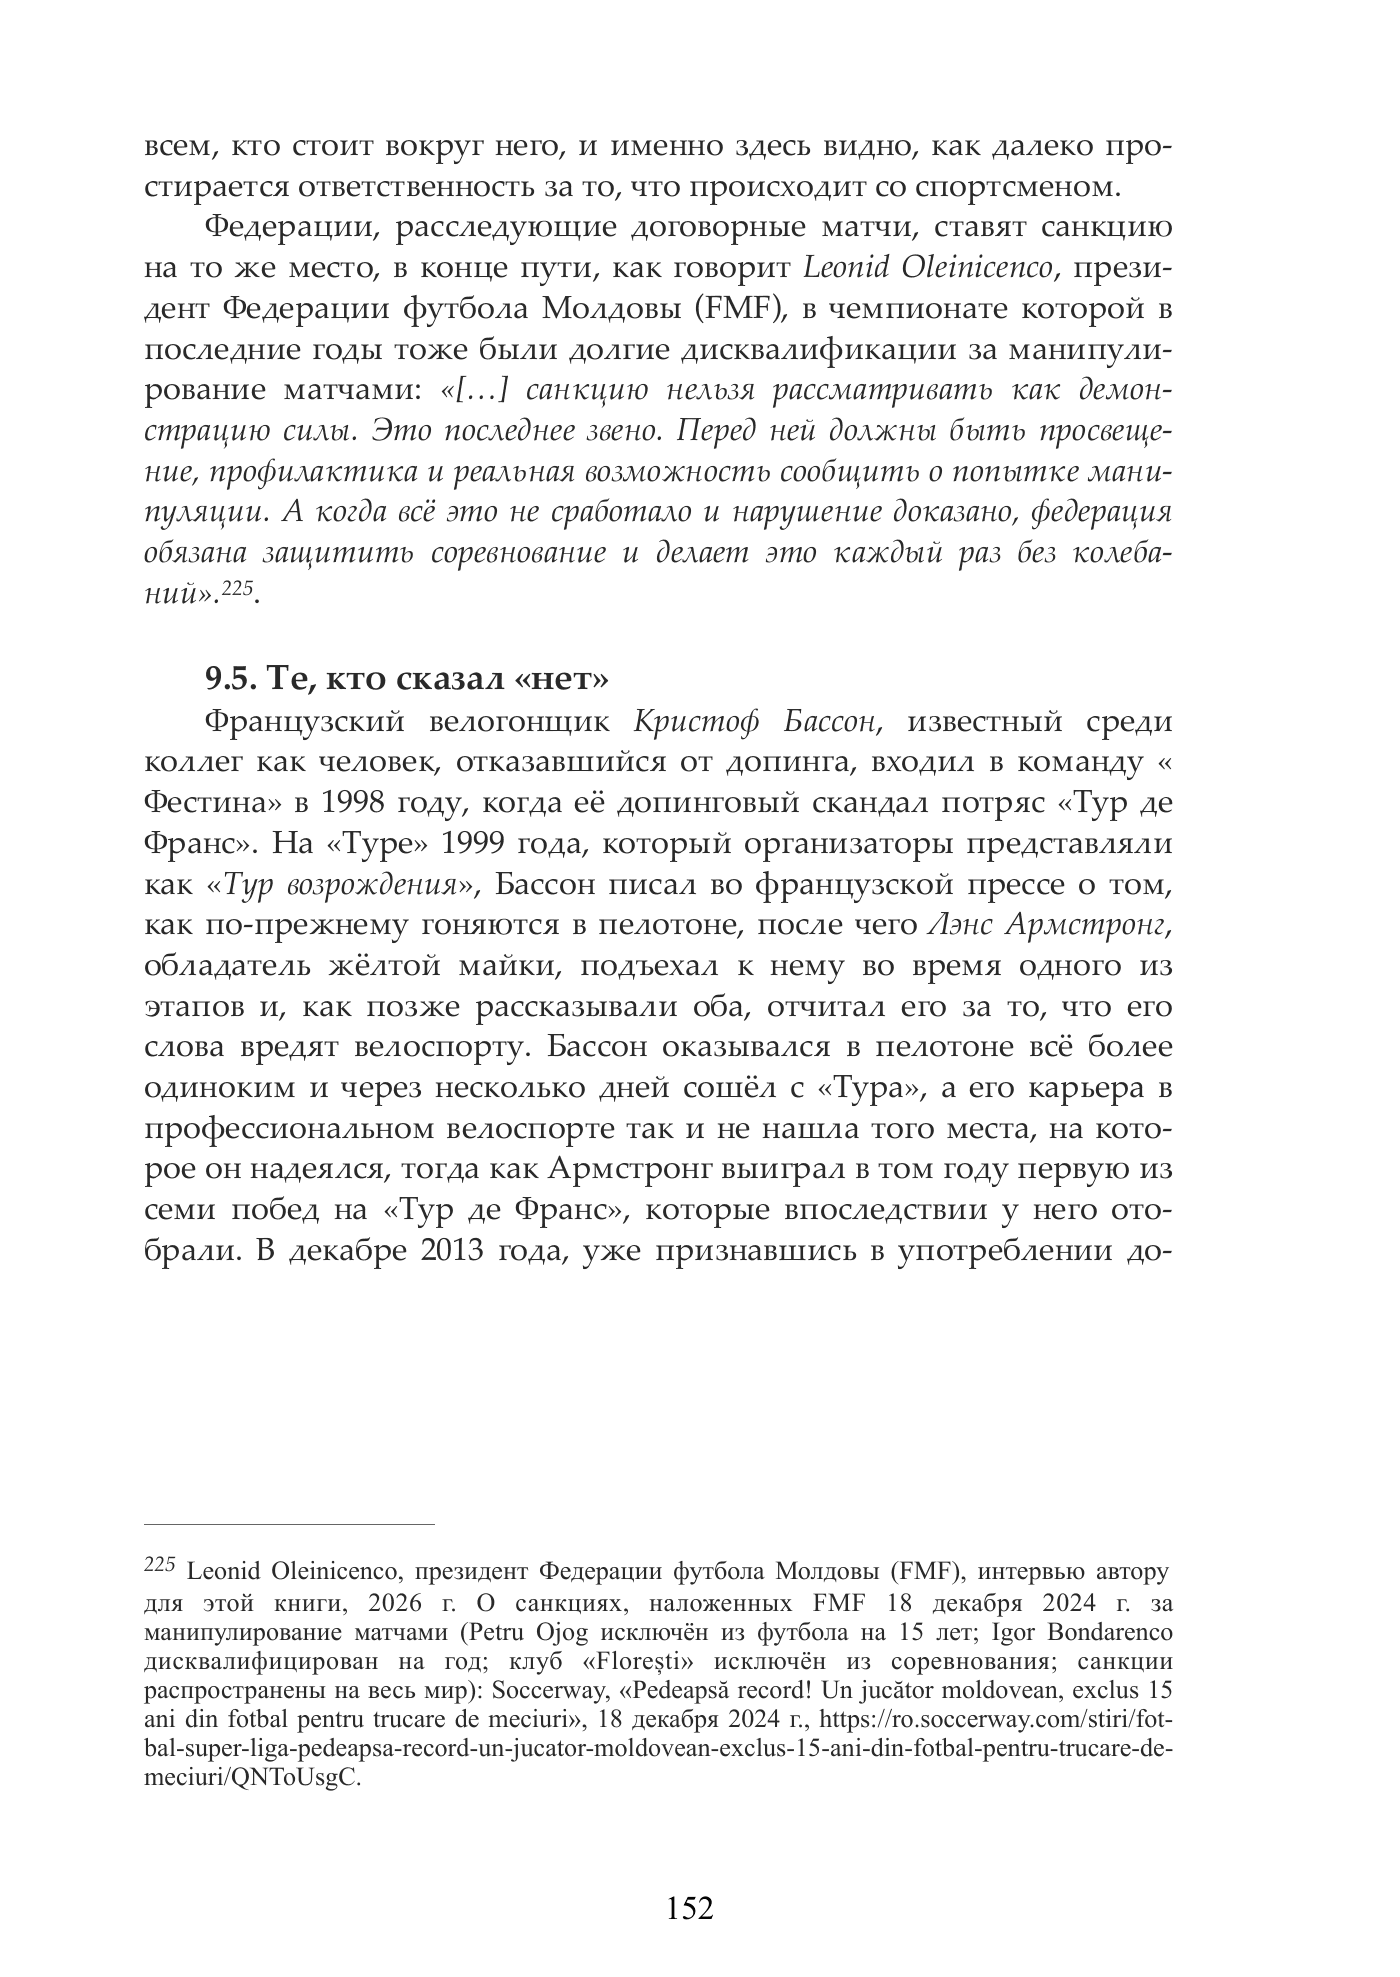 всем, кто стоит вокруг него, и именно здесь видно, как далеко про-
стирается ответственность за то, что происходит со спортсменом.
Федерации, расследующие договорные матчи, ставят санкцию
на то же место, в конце пути, как говорит Leonid Oleinicenco, прези-
дент Федерации футбола Молдовы (FMF), в чемпионате которой в
последние годы тоже были долгие дисквалификации за манипули-
рование матчами: «[…] санкцию нельзя рассматривать как демон-
страцию силы. Это последнее звено. Перед ней должны быть просвеще-
ние, профилактика и реальная возможность сообщить о попытке мани-
пуляции. А когда всё это не сработало и нарушение доказано, федерация
обязана защитить соревнование и делает это каждый раз без колеба-
ний».225.
9.5. Те, кто сказал «нет»
Французский велогонщик Кристоф Бассон, известный среди
коллег как человек, отказавшийся от допинга, входил в команду «
Фестина» в 1998 году, когда её допинговый скандал потряс «Тур де
Франс». На «Туре» 1999 года, который организаторы представляли
как «Тур возрождения», Бассон писал во французской прессе о том,
как по-прежнему гоняются в пелотоне, после чего Лэнс Армстронг,
обладатель жёлтой майки, подъехал к нему во время одного из
этапов и, как позже рассказывали оба, отчитал его за то, что его
слова вредят велоспорту. Бассон оказывался в пелотоне всё более
одиноким и через несколько дней сошёл с «Тура», а его карьера в
профессиональном велоспорте так и не нашла того места, на кото-
рое он надеялся, тогда как Армстронг выиграл в том году первую из
семи побед на «Тур де Франс», которые впоследствии у него ото-
брали. В декабре 2013 года, уже признавшись в употреблении до-
225 Leonid Oleinicenco, президент Федерации футбола Молдовы (FMF), интервью автору
для этой книги, 2026 г. О санкциях, наложенных FMF 18 декабря 2024 г. за
манипулирование матчами (Petru Ojog исключён из футбола на 15 лет; Igor Bondarenco
дисквалифицирован на год; клуб «Florești» исключён из соревнования; санкции
распространены на весь мир): Soccerway, «Pedeapsă record! Un jucător moldovean, exclus 15
ani din fotbal pentru trucare de meciuri», 18 декабря 2024 г., https://ro.soccerway.com/stiri/fot-
bal-super-liga-pedeapsa-record-un-jucator-moldovean-exclus-15-ani-din-fotbal-pentru-trucare-de-
meciuri/QNToUsgC.
152